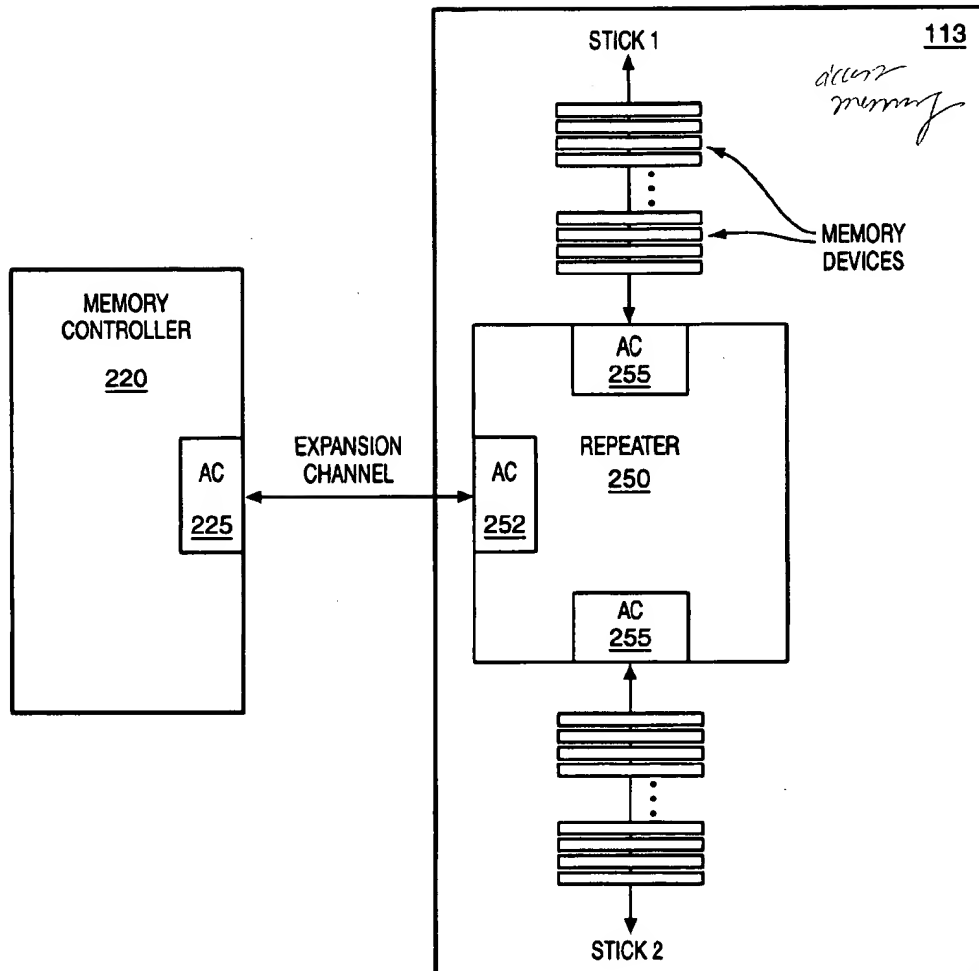 113
STICK 1
MEMORY
DEVICES
MEMORY
CONTROLLER
220
AC
255
EXPANSION
CHANNEL
REPEATER
250
AC
225
AC
252
AC
255
STICK 2